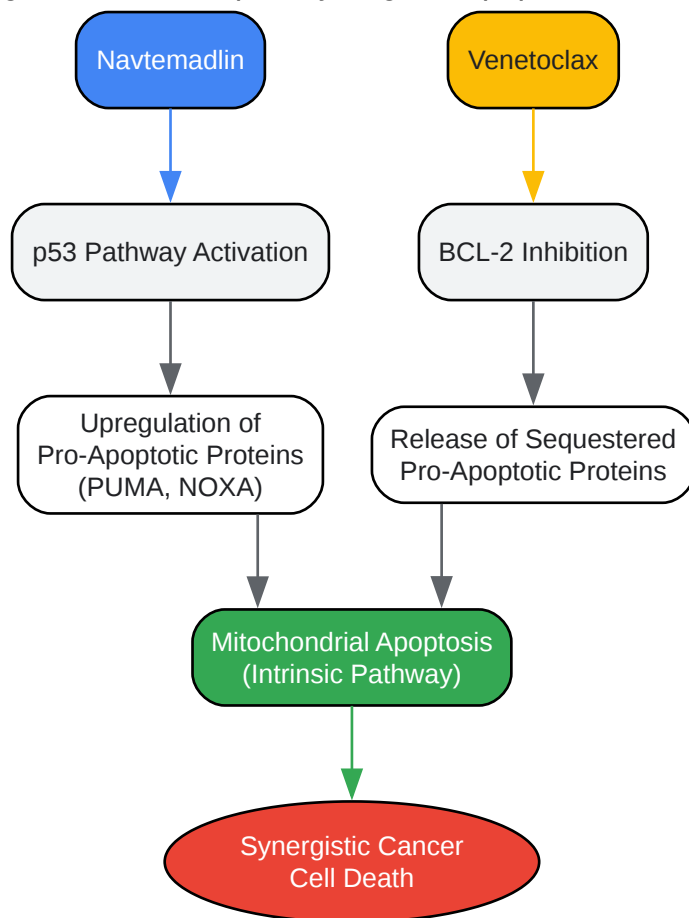 Navtemadlin
Venetoclax
p53 Pathway Activation
BCL-2 Inhibition
Upregulation of
Pro-Apoptotic Proteins
(PUMA, NOXA)
Release of Sequestered
Pro-Apoptotic Proteins
Mitochondrial Apoptosis
(Intrinsic Pathway)
Synergistic Cancer
Cell Death